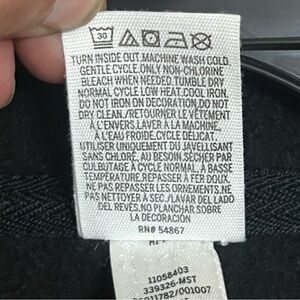 30
TURN INSIDE OUT.MACHINE WASH COLD.
GENTLE CYCLE.ONLY NON-CHLORINE
BLEACH WHEN NEEDED.TUMBLE DRY
NORMAL CYCLE LOW HEAT.COOL IRON.
DO NOT IRON ON DECORATION.DO NOT
DRY CLEAN./RETOURNER LE VÊTEMENT
À L'ENVERS.LAVER À LA MACHINE,
À L'EAU FROIDE,CYCLE DÉLICAT.
UTILISER UNIQUEMENT DU JAVELLISANT
SANS CHLORE, AU BESOIN.SÉCHER PAR
CULBUTAGE À CYCLE NORMAL, À BASSE
TEMPÉRATURE.REPASSER À FER DOUX.
NE PAS REPASSER LES ORNEMENTS.NE
PAS NETTOYER À SEC./LAVAR DEL LADO
DEL REVÉS.NO PLANCHAR SOBRE
LA DECORACIÓN
RN# 54867
11058403
339326-MST
/001007